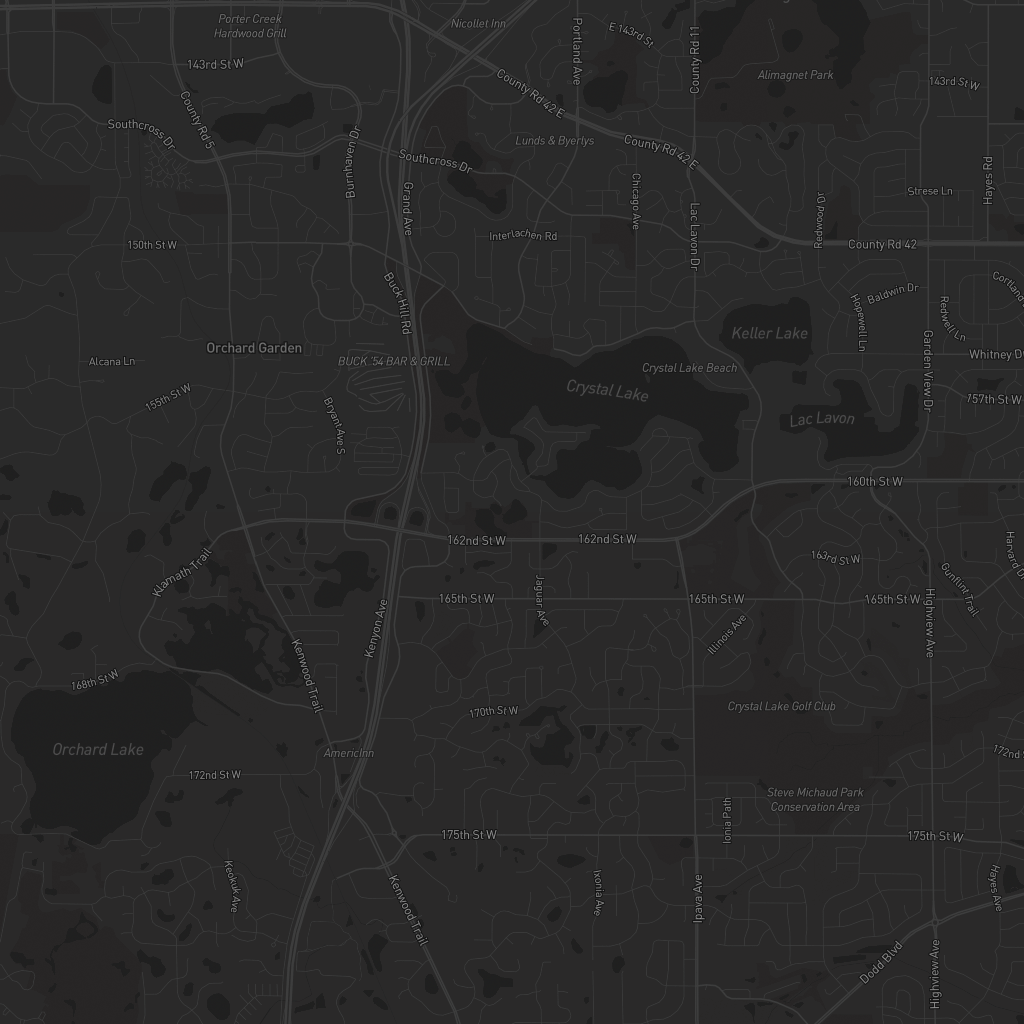 Porter Creek
Hardwood Grill
Nicollet Inn
Portland Ave
E 143rd St
County Rd 11
143rd St W
Alimagnet Park
143rd St W
County Rd 42 E
County Rd 5
Southcross Dr
Lunds & Byerlys
County Rd 42 E
Burnhaven Dr
Southcross Dr
Grand Ave
Chicago Ave
Hayes Rd
Strese Ln
Redwood Dr
Lac Lavon Dr
Interlachen Rd
150th St W
County Rd 42
Buck Hill Rd
Baldwin Dr
Hopewell Ln
Redwell Ln
Keller Lake
Orchard Garden
BUCK '54 BAR & GRILL
Alcana Ln
Crystal Lake Beach
Garden View Dr
Whitney Dr
Crystal Lake
155th St W
157th St W
Lac Lavon
Bryant Ave S
160th St W
162nd St W
162nd St W
163rd St W
Klamath Trail
Gunflint Trail
Jaguar Ave
165th St W
165th St W
165th St W
Kenyon Ave
Illinois Ave
Highview Ave
Kenwood Trail
168th St W
170th St W
Crystal Lake Golf Club
Orchard Lake
AmericInn
172nd St W
Steve Michaud Park
Conservation Area
Ionia Path
175th St W
175th St W
Keokuk Ave
Ixonia Ave
Ipava Ave
Hayes Ave
Kenwood Trail
Dodd Blvd
Highview Ave